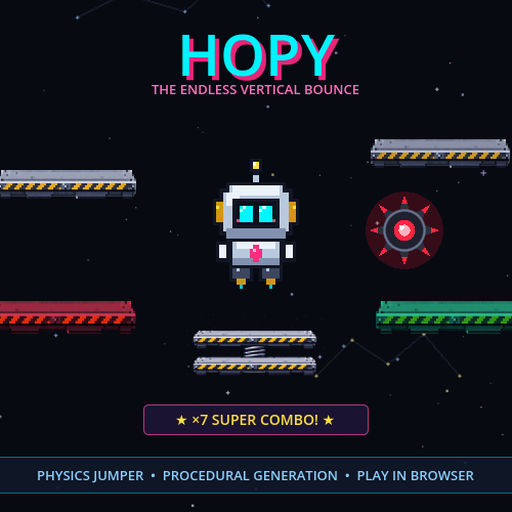 HOPY
THE ENDLESS VERTICAL BOUNCE
★ ×7 SUPER COMBO! ★
PHYSICS JUMPER • PROCEDURAL GENERATION • PLAY IN BROWSER